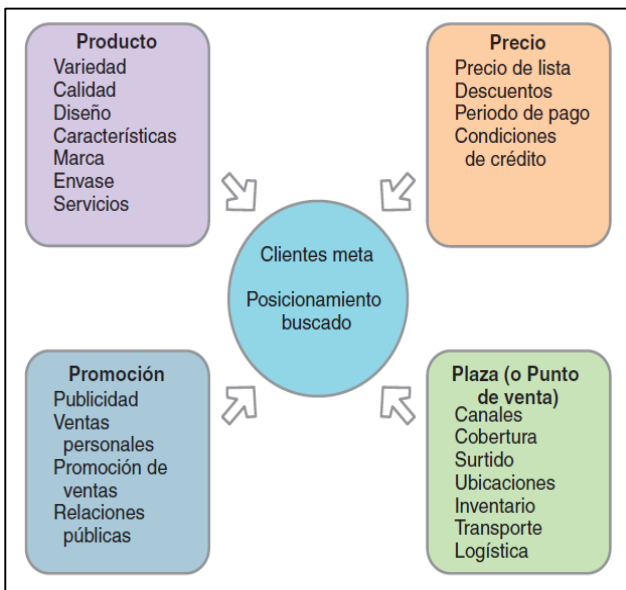 Producto
Variedad
Calidad
Diseño
Características
Marca
Envase
Servicios
Precio
Precio de lista
Descuentos
Periodo de pago
Condiciones
de crédito
Clientes meta
Posicionamiento
buscado
Promoción
Publicidad
Ventas
personales
Promoción de
ventas
Relaciones
públicas
Plaza (o Punto
de venta)
Canales
Cobertura
Surtido
Ubicaciones
Inventario
Transporte
Logística